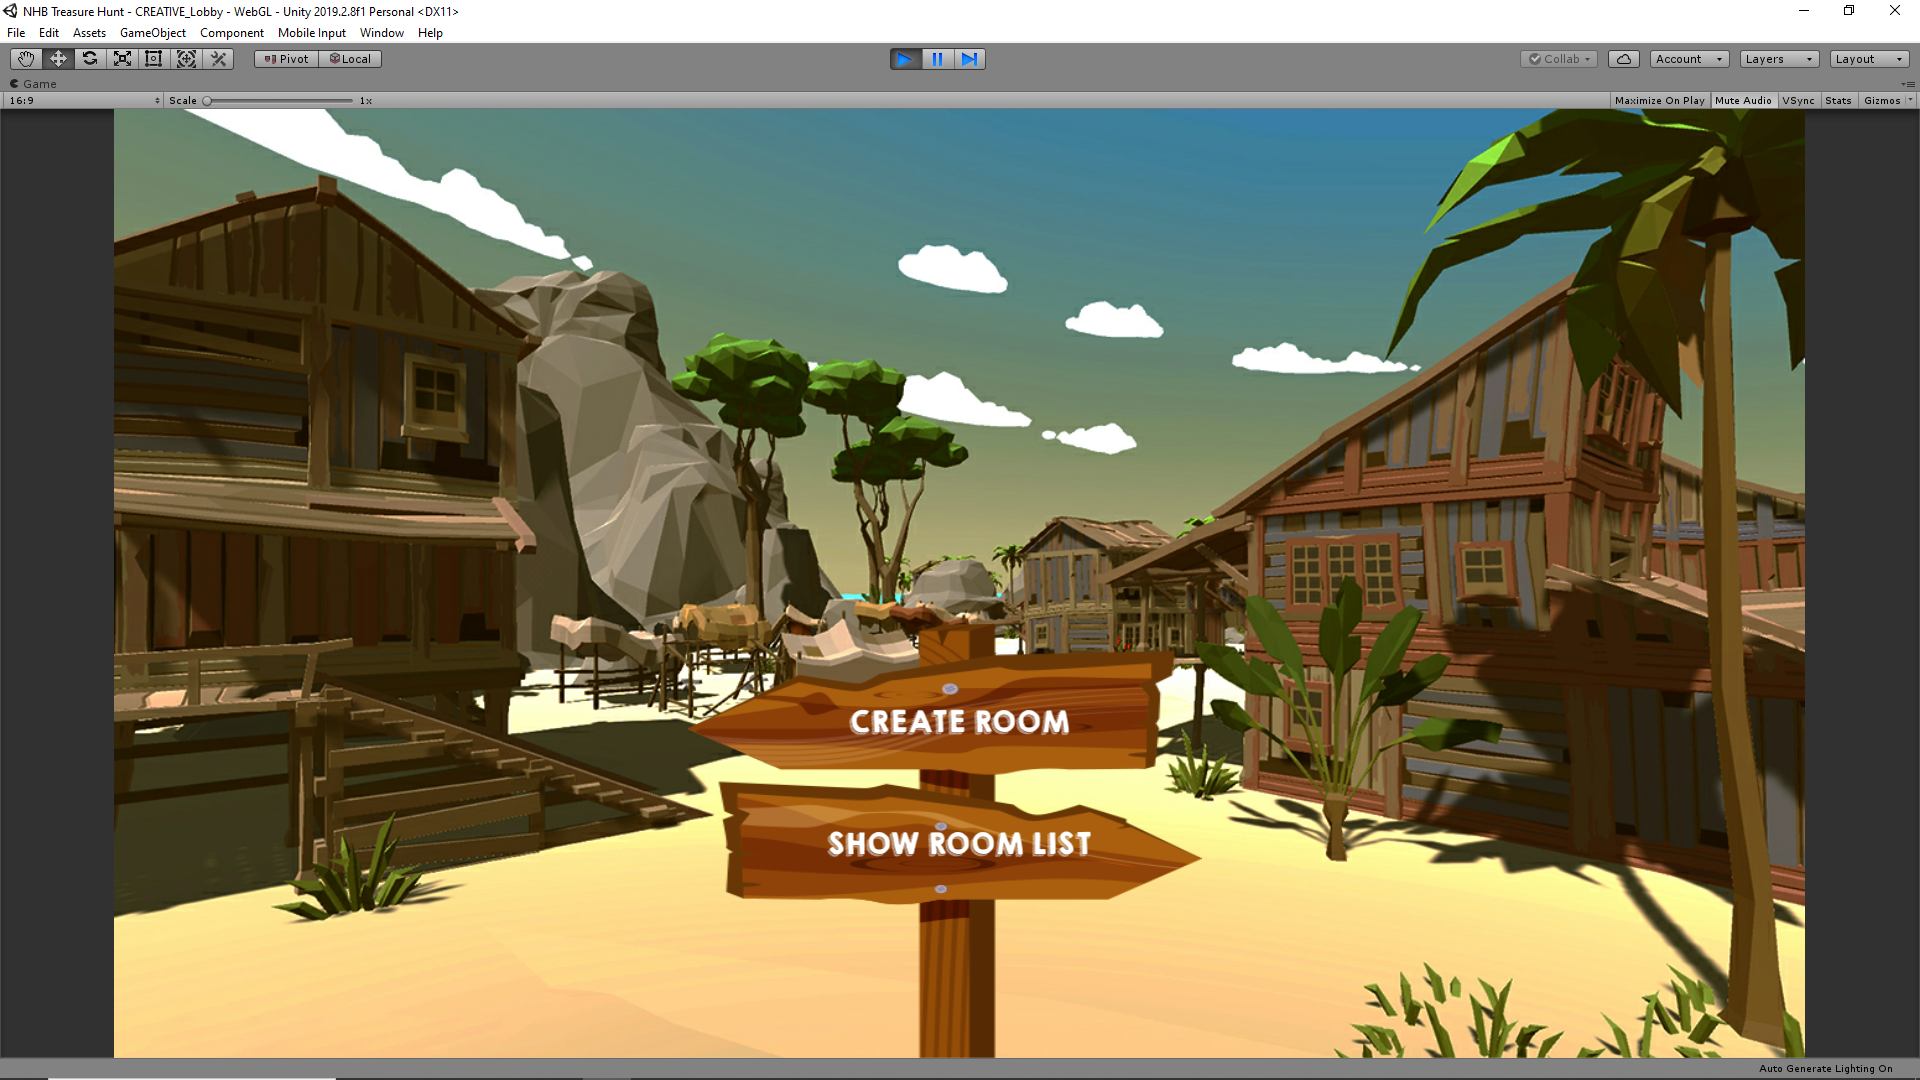 NHB Treasure Hunt - CREATIVE_Lobby - WebGL - Unity 2019.2.8f1 Personal <DX11>
File Edit Assets GameObject Component Mobile Input Window Help
Pivot Local Collab Account Layers Layout
Game
16:9 Scale 1x Maximize On Play Mute Audio VSync Stats Gizmos
CREATE ROOM
SHOW ROOM LIST
Auto Generate Lighting On